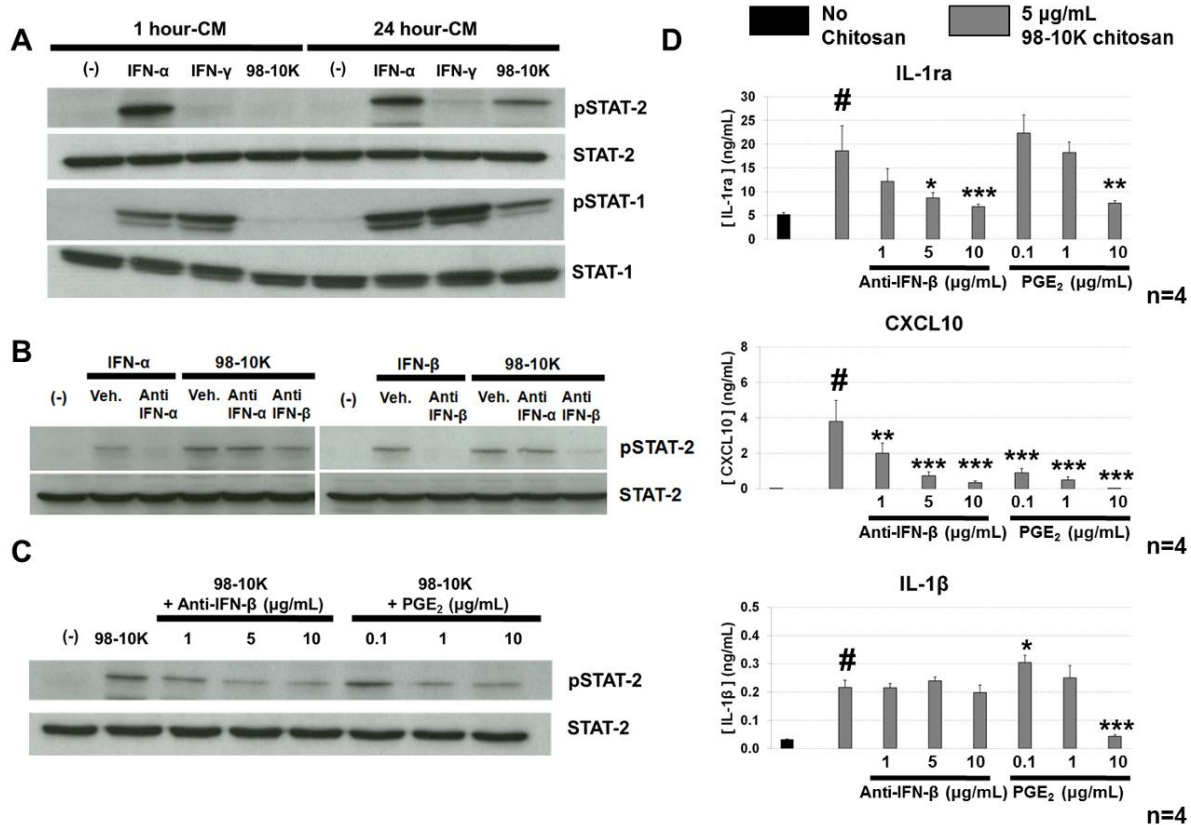 A
1 hour-CM 24 hour-CM
(-) IFN-α IFN-γ 98-10K (-) IFN-α IFN-γ 98-10K
pSTAT-2
STAT-2
pSTAT-1
STAT-1
B
IFN-α 98-10K IFN-β 98-10K
(-) Veh. Anti IFN-α Veh. Anti IFN-α Anti IFN-β (-) Veh. Anti IFN-β Veh. Anti IFN-α Anti IFN-β
pSTAT-2
STAT-2
C
98-10K 98-10K
+ Anti-IFN-β (µg/mL) + PGE₂ (µg/mL)
(-) 98-10K 1 5 10 0.1 1 10
pSTAT-2
STAT-2
D
No Chitosan
5 µg/mL 98-10K chitosan
IL-1ra
[ IL-1ra ] (ng/mL)
30
25
20
15
10
5
0
#
* *** **
1 5 10 0.1 1 10
Anti-IFN-β (µg/mL) PGE₂ (µg/mL)
n=4
CXCL10
[ CXCL10 ] (ng/mL)
8
6
4
2
0
#
** *** *** *** *** ***
1 5 10 0.1 1 10
Anti-IFN-β (µg/mL) PGE₂ (µg/mL)
n=4
IL-1β
[ IL-1β ] (ng/mL)
0.5
0.4
0.3
0.2
0.1
0.0
#
* ***
1 5 10 0.1 1 10
Anti-IFN-β (µg/mL) PGE₂ (µg/mL)
n=4